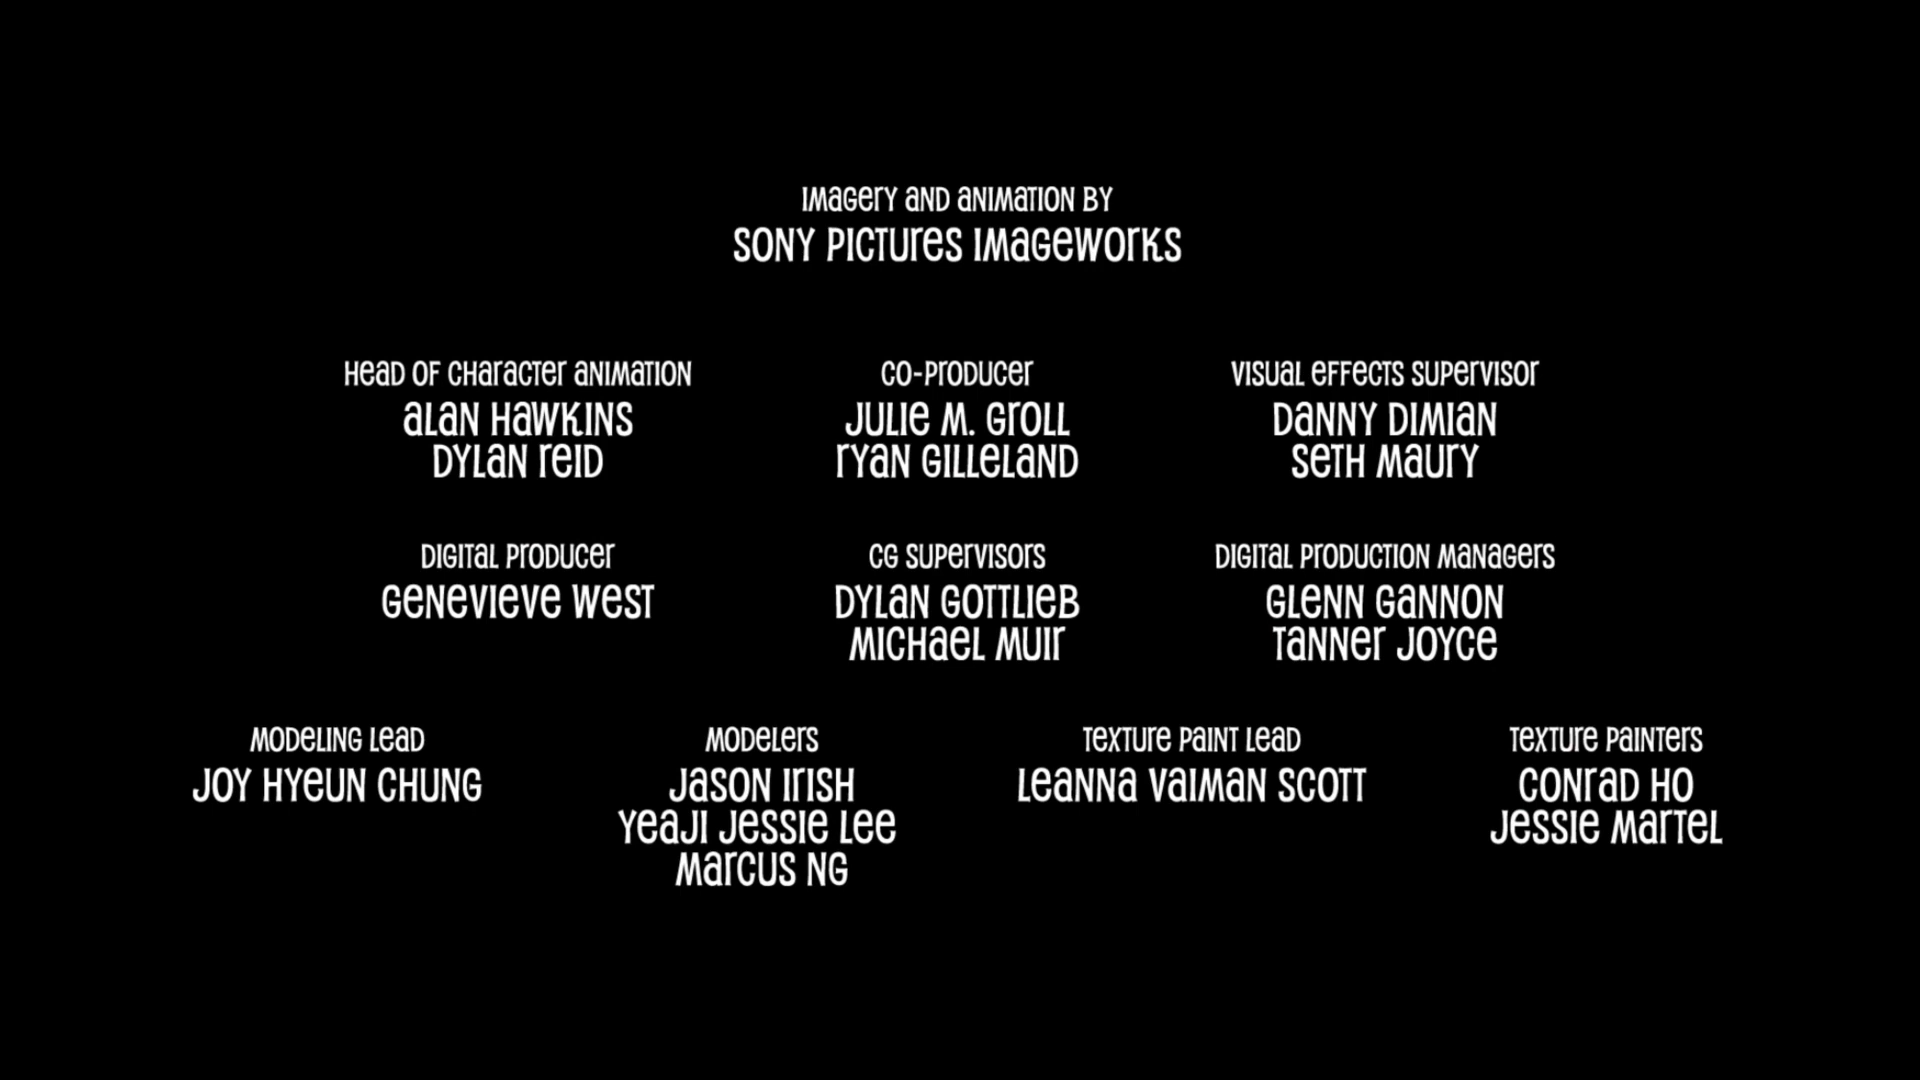 IMAGERY AND ANIMATION BY
SONY PICTURES IMAGEWORKS
HEAD OF CHARACTER ANIMATION
ALAN HAWKINS
DYLAN REID
CO-PRODUCER
JULIE M. GROLL
RYAN GILLELAND
VISUAL EFFECTS SUPERVISOR
DANNY DIMIAN
SETH MAURY
DIGITAL PRODUCER
GENEVIEVE WEST
CG SUPERVISORS
DYLAN GOTTLIEB
MICHAEL MUIR
DIGITAL PRODUCTION MANAGERS
GLENN GANNON
TANNER JOYCE
MODELING LEAD
JOY HYEUN CHUNG
MODELERS
JASON IRISH
YEAJI JESSIE LEE
MARCUS NG
TEXTURE PAINT LEAD
LEANNA VAIMAN SCOTT
TEXTURE PAINTERS
CONRAD HO
JESSIE MARTEL